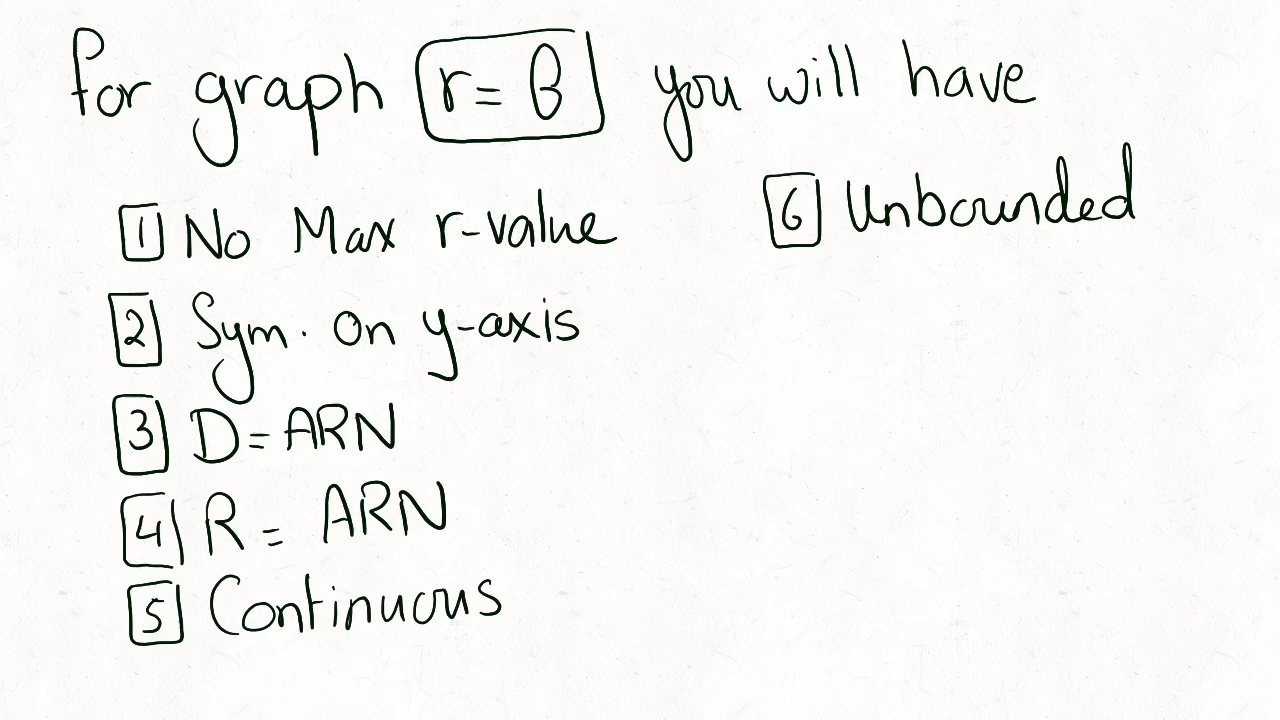 for graph r = θ you will have
1 No Max r-value
2 Sym. on y-axis
3 D = ARN
4 R = ARN
5 Continuous
6 Unbounded